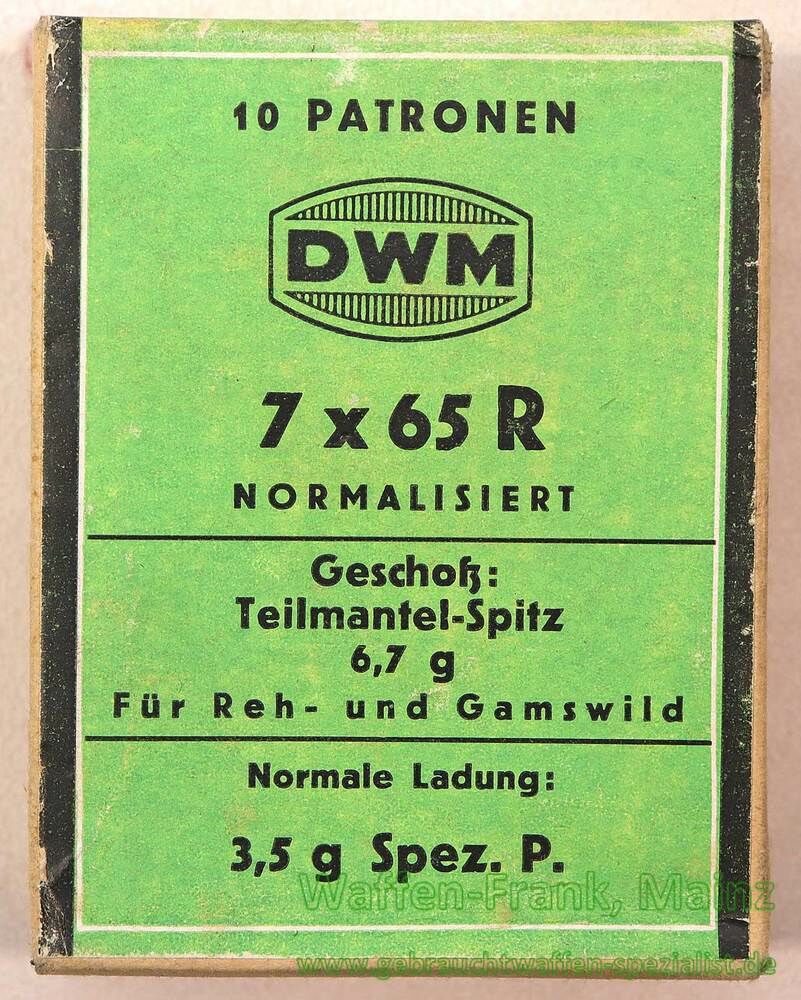 10 PATRONEN
DWM
7 x 65 R
NORMALISIERT
Geschoß:
Teilmantel-Spitz
6,7 g
Für Reh- und Gamswild
Normale Ladung:
3,5 g Spez. P.
Waffen-Frank, Mainz
www.gebrauchtwaffen-spezialist.de